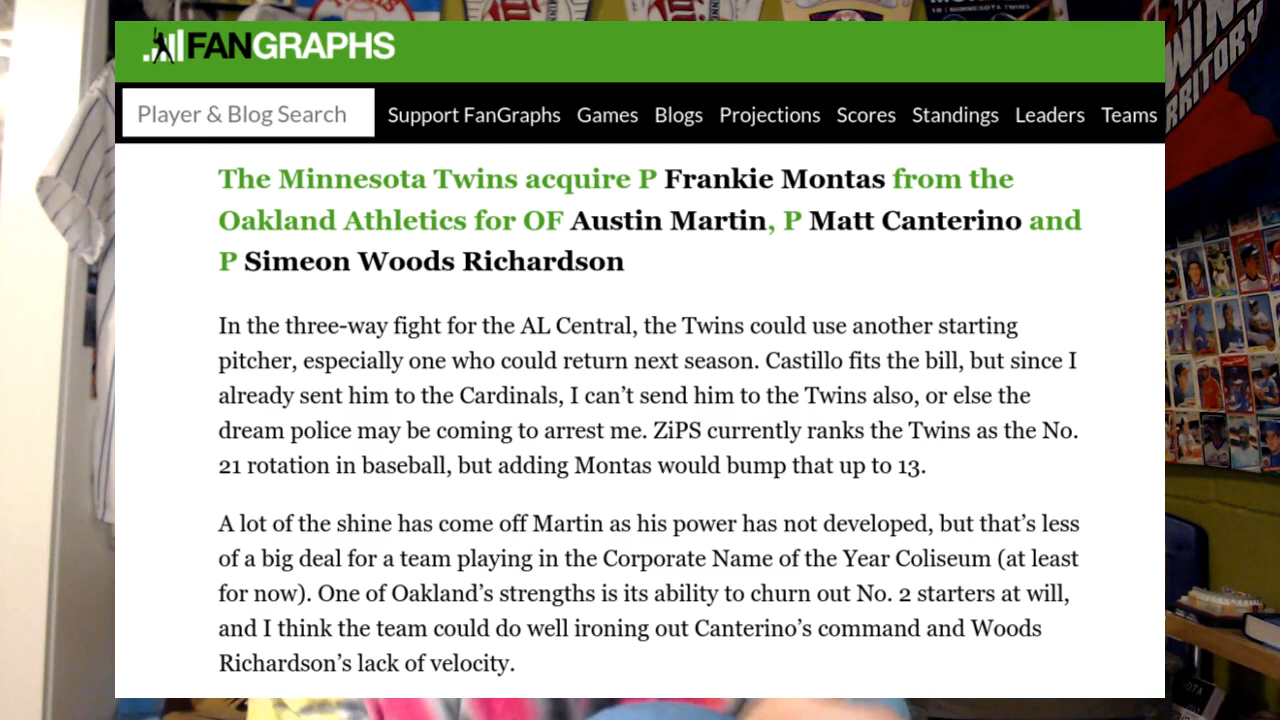 18 | MINNESOTA TWINS
TWINS
TERRITORY
FANGRAPHS
Player & Blog Search
Support FanGraphs Games Blogs Projections Scores Standings Leaders Teams
The Minnesota Twins acquire P Frankie Montas from the
Oakland Athletics for OF Austin Martin, P Matt Canterino and
P Simeon Woods Richardson
In the three-way fight for the AL Central, the Twins could use another starting
pitcher, especially one who could return next season. Castillo fits the bill, but since I
already sent him to the Cardinals, I can’t send him to the Twins also, or else the
dream police may be coming to arrest me. ZiPS currently ranks the Twins as the No.
21 rotation in baseball, but adding Montas would bump that up to 13.
A lot of the shine has come off Martin as his power has not developed, but that’s less
of a big deal for a team playing in the Corporate Name of the Year Coliseum (at least
for now). One of Oakland’s strengths is its ability to churn out No. 2 starters at will,
and I think the team could do well ironing out Canterino’s command and Woods
Richardson’s lack of velocity.